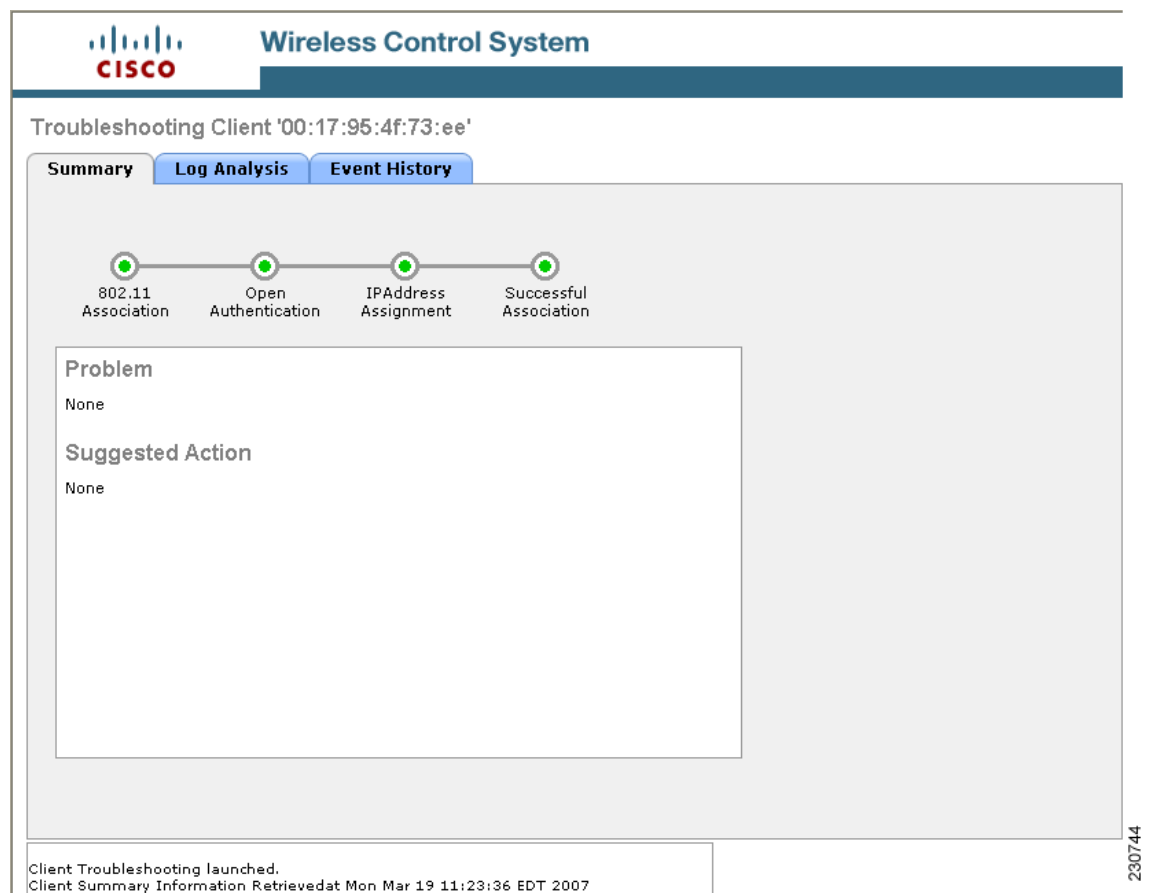 CISCO
Wireless Control System
Troubleshooting Client '00:17:95:4f:73:ee'
Summary
Log Analysis
Event History
802.11
Association
Open
Authentication
IPAddress
Assignment
Successful
Association
Problem
None
Suggested Action
None
Client Troubleshooting launched.
Client Summary Information Retrievedat Mon Mar 19 11:23:36 EDT 2007
230744